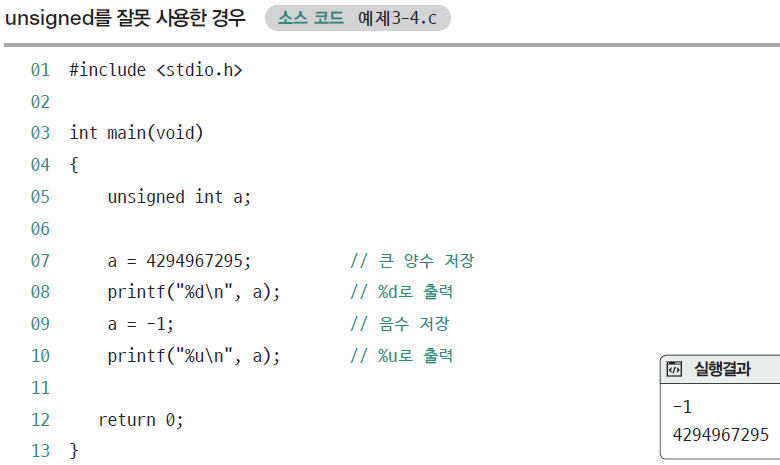 unsigned를 잘못 사용한 경우 소스 코드 예제3-4.c
01 #include <stdio.h>
02
03 int main(void)
04 {
05     unsigned int a;
06
07     a = 4294967295;          // 큰 양수 저장
08     printf("%d\n", a);       // %d로 출력
09     a = -1;                  // 음수 저장
10     printf("%u\n", a);       // %u로 출력
11
12    return 0;
13 }
실행결과
-1
4294967295